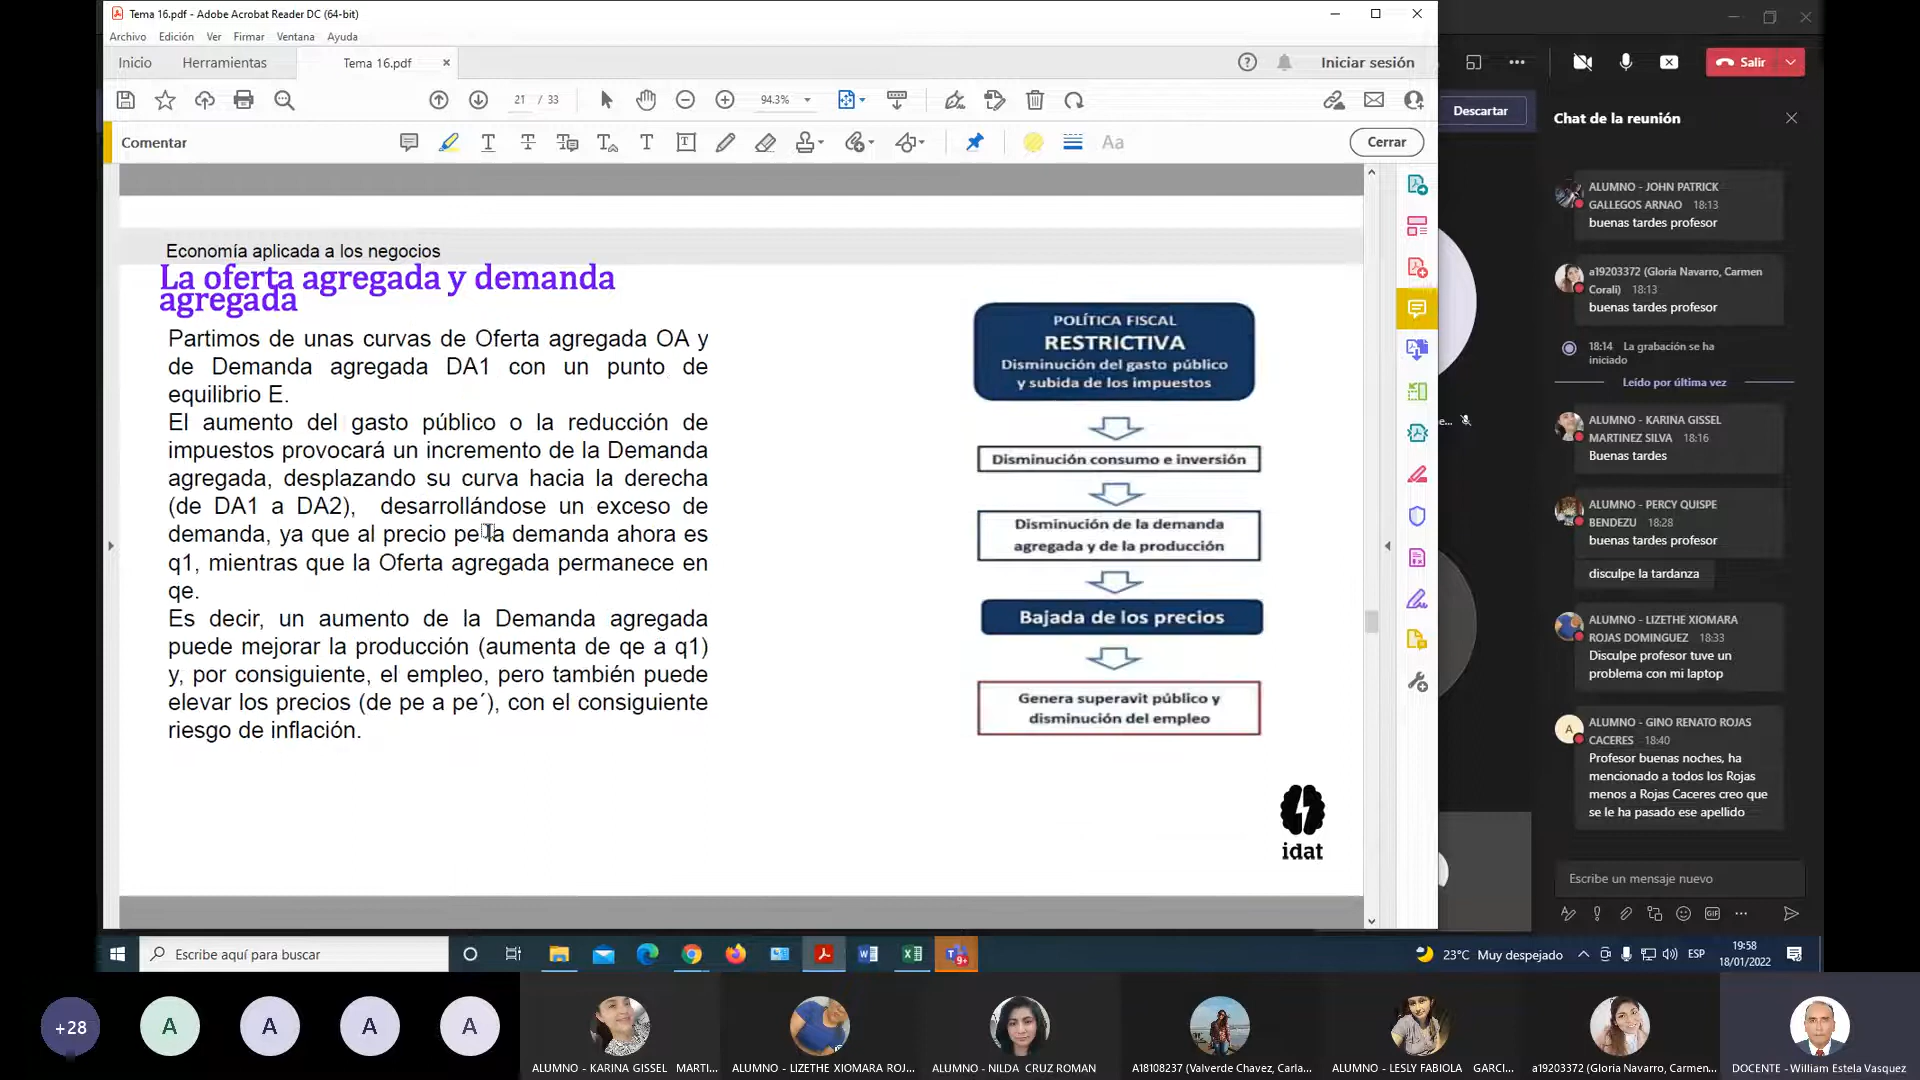 Tema 16.pdf - Adobe Acrobat Reader DC (64-bit)
Archivo Edición Ver Firmar Ventana Ayuda
Inicio Herramientas Tema 16.pdf × Iniciar sesión
21 / 33 94.3%
Comentar Cerrar
Economía aplicada a los negocios
La oferta agregada y demanda
agregada
Partimos de unas curvas de Oferta agregada OA y
de Demanda agregada DA1 con un punto de
equilibrio E.
El aumento del gasto público o la reducción de
impuestos provocará un incremento de la Demanda
agregada, desplazando su curva hacia la derecha
(de DA1 a DA2), desarrollándose un exceso de
demanda, ya que al precio pe la demanda ahora es
q1, mientras que la Oferta agregada permanece en
qe.
Es decir, un aumento de la Demanda agregada
puede mejorar la producción (aumenta de qe a q1)
y, por consiguiente, el empleo, pero también puede
elevar los precios (de pe a pe´), con el consiguiente
riesgo de inflación.
POLÍTICA FISCAL
RESTRICTIVA
Disminución del gasto público
y subida de los impuestos
Disminución consumo e inversión
Disminución de la demanda
agregada y de la producción
Bajada de los precios
Genera superavit público y
disminución del empleo
idat
Salir
Descartar
e...
Chat de la reunión
ALUMNO - JOHN PATRICK
GALLEGOS ARNAO 18:13
buenas tardes profesor
a19203372 (Gloria Navarro, Carmen
Corali) 18:13
buenas tardes profesor
18:14 La grabación se ha
iniciado
Leído por última vez
ALUMNO - KARINA GISSEL
MARTINEZ SILVA 18:16
Buenas tardes
ALUMNO - PERCY QUISPE
BENDEZU 18:28
buenas tardes profesor
disculpe la tardanza
ALUMNO - LIZETHE XIOMARA
ROJAS DOMINGUEZ 18:33
Disculpe profesor tuve un
problema con mi laptop
A
ALUMNO - GINO RENATO ROJAS
CACERES 18:40
Profesor buenas noches, ha
mencionado a todos los Rojas
menos a Rojas Caceres creo que
se le ha pasado ese apellido
Escribe un mensaje nuevo
GIF
Escribe aquí para buscar
9+
23°C Muy despejado ESP
19:58
18/01/2022
+28 A A A A
ALUMNO - KARINA GISSEL MARTI... ALUMNO - LIZETHE XIOMARA ROJ... ALUMNO - NILDA CRUZ ROMAN A18108237 (Valverde Chavez, Carla... ALUMNO - LESLY FABIOLA GARCI... a19203372 (Gloria Navarro, Carmen... DOCENTE - William Estela Vasquez